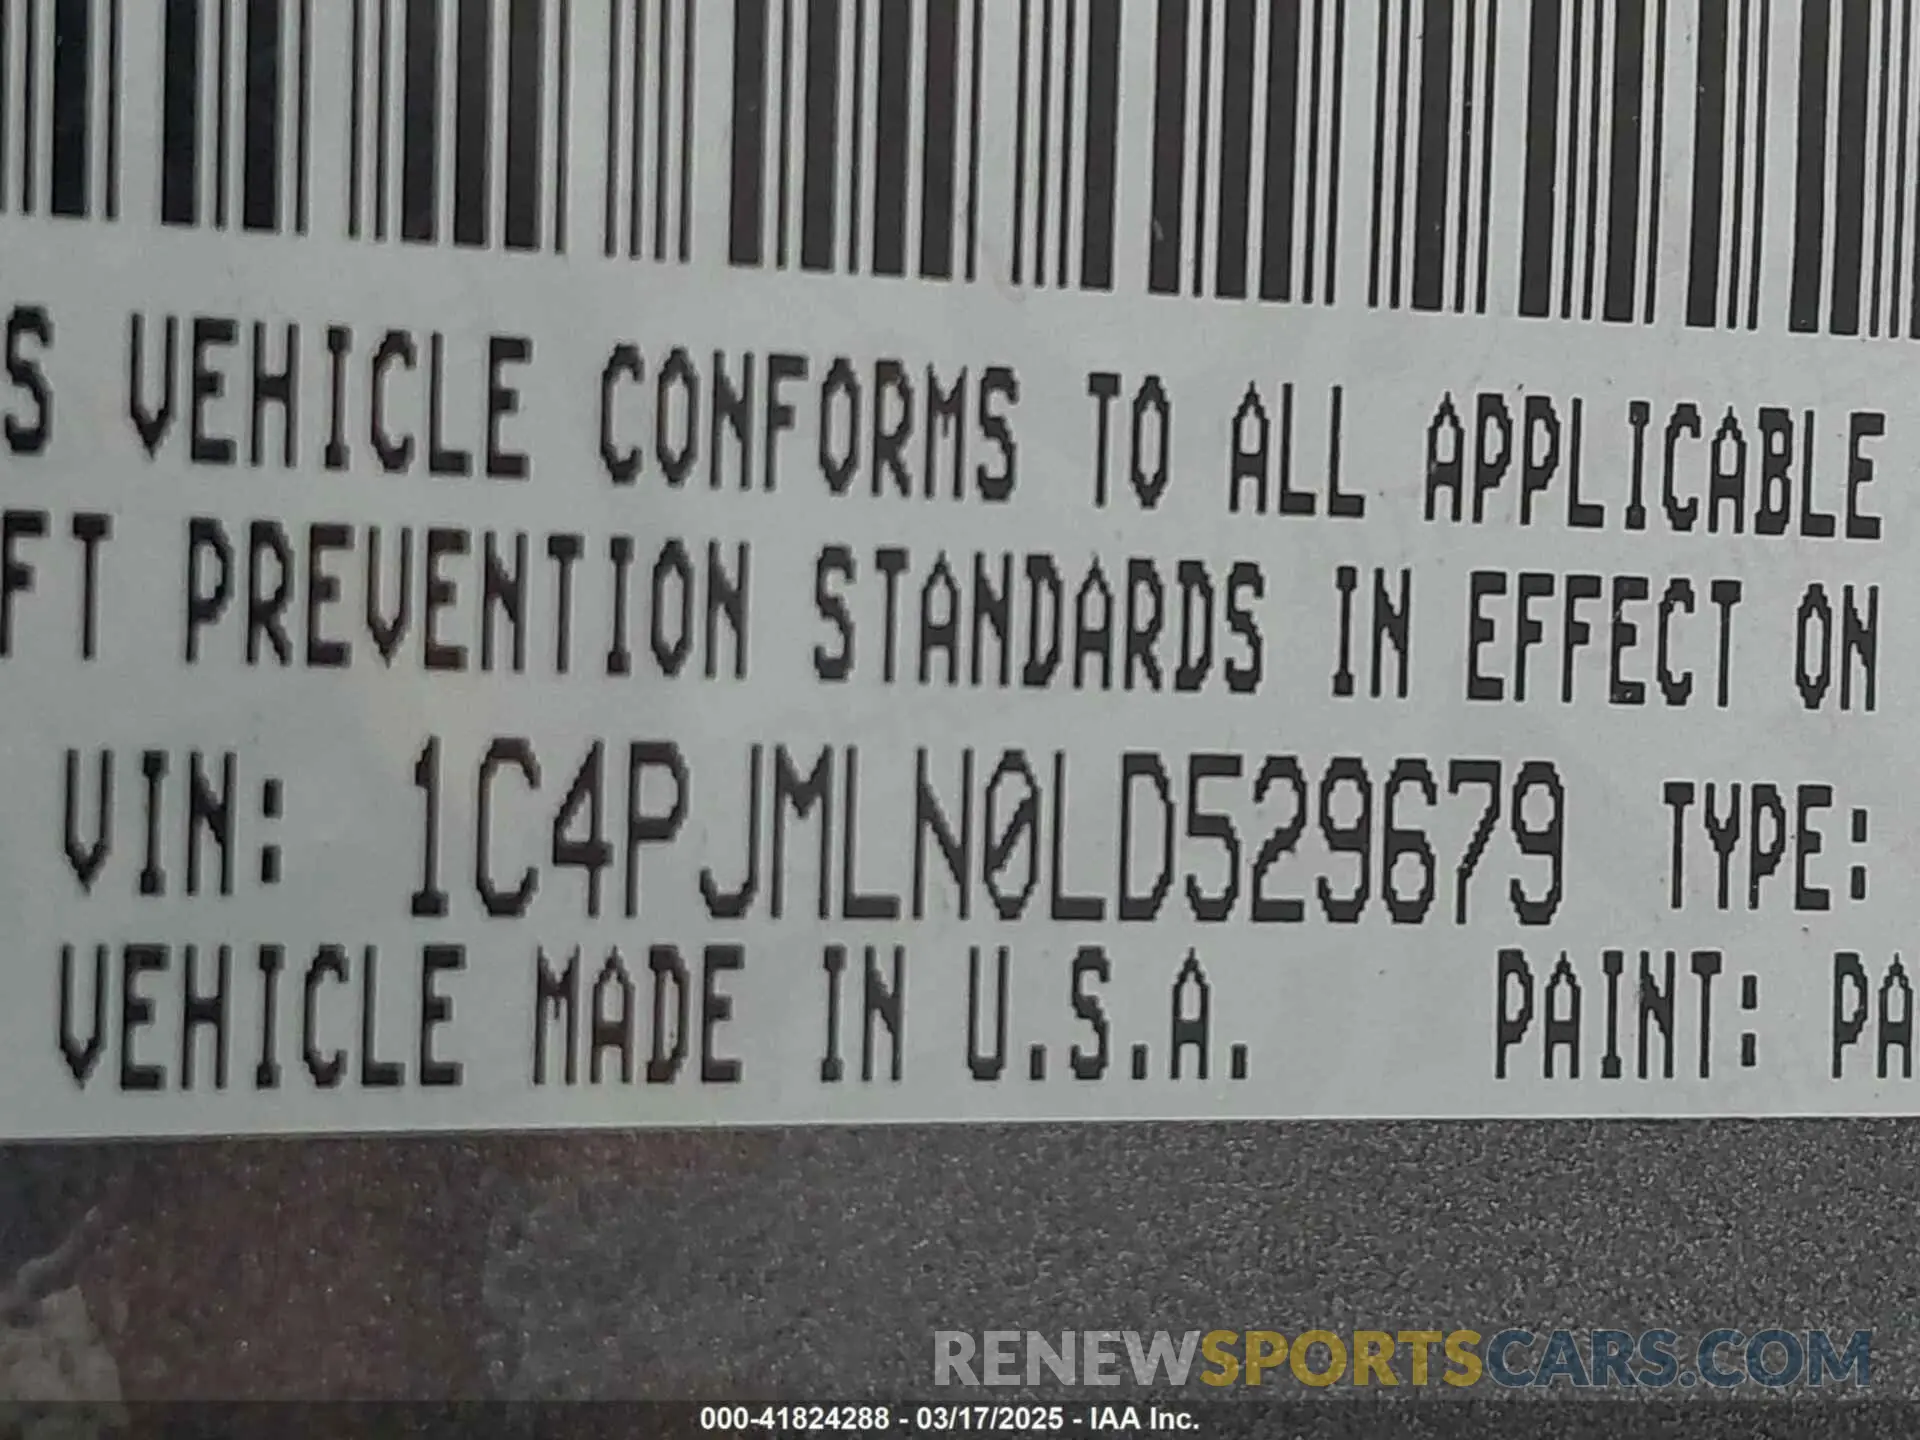 S VEHICLE CONFORMS TO ALL APPLICABLE
FT PREVENTION STANDARDS IN EFFECT ON
VIN: 1C4PJMLN0LD529679 TYPE:
VEHICLE MADE IN U.S.A. PAINT: PA
RENEWSPORTSCARS.COM
000-41824288 - 03/17/2025 - IAA Inc.